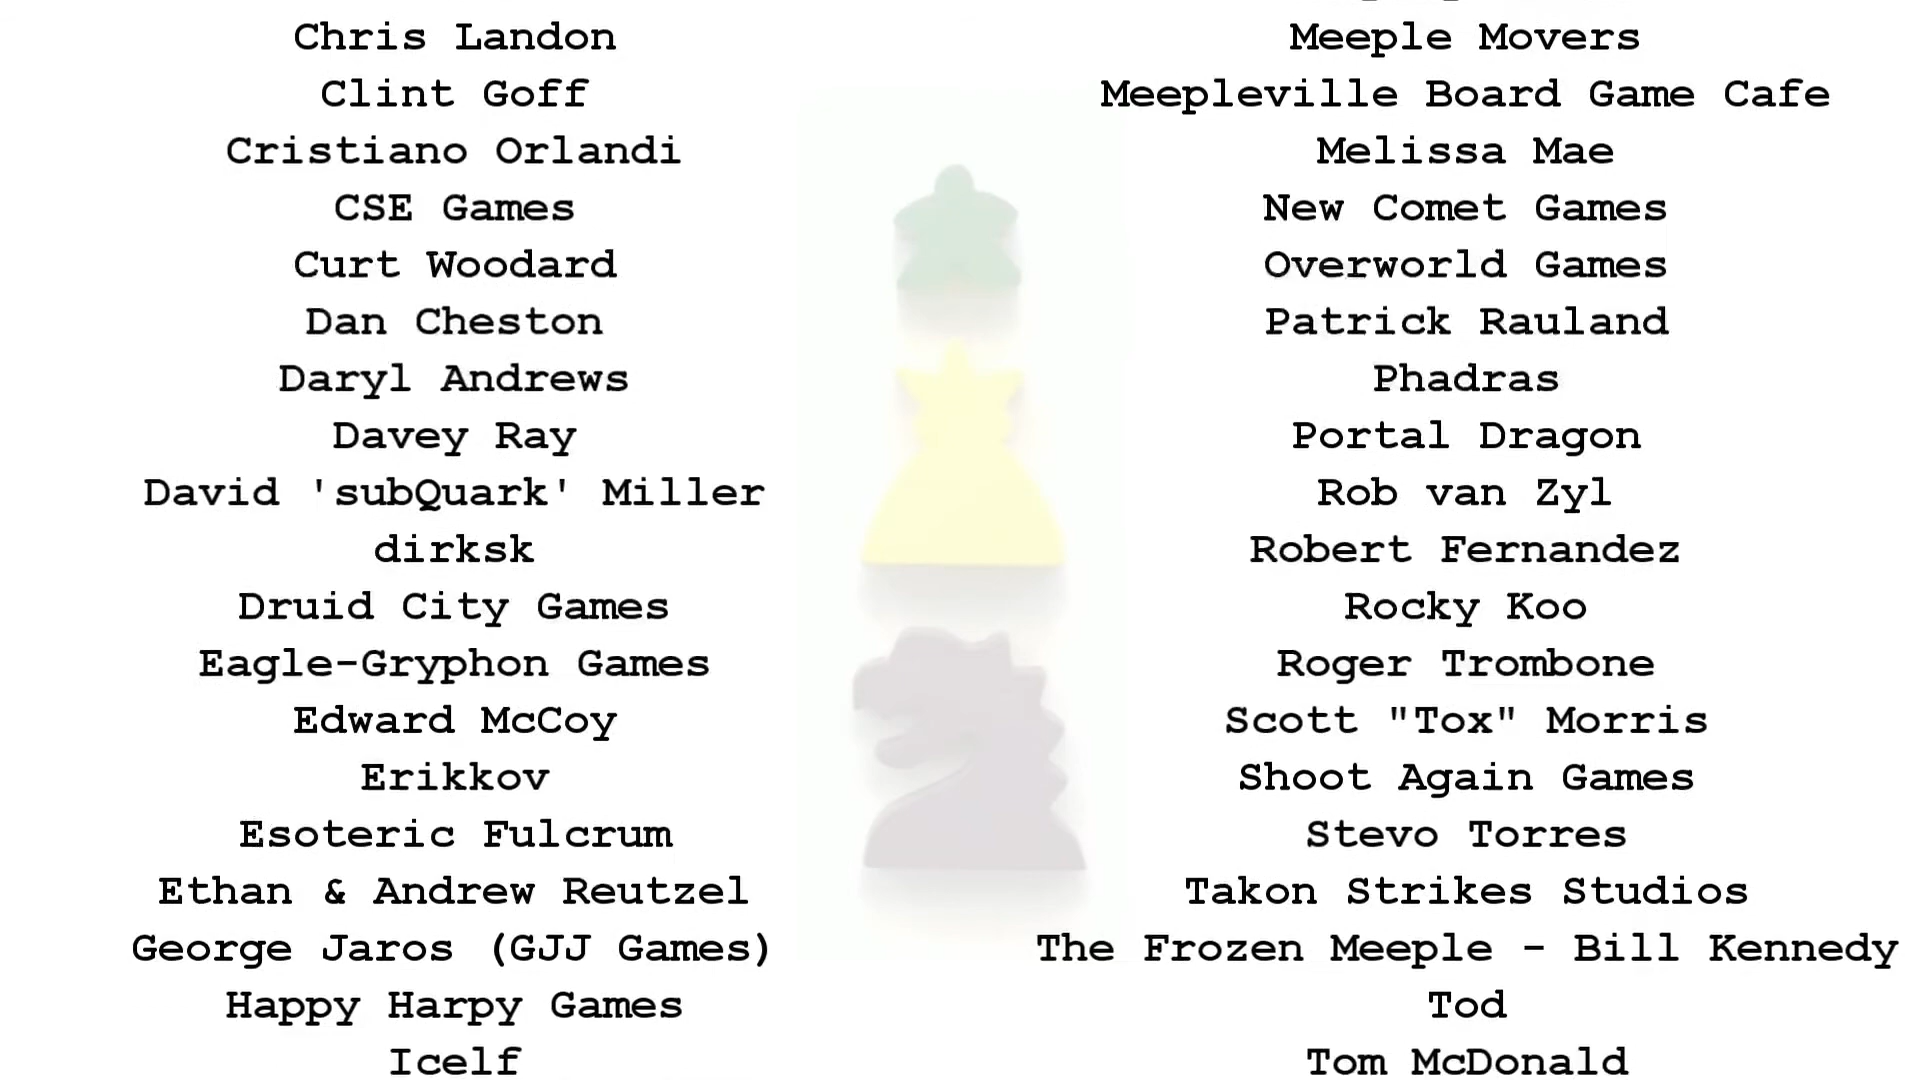 Chris Landon
Clint Goff
Cristiano Orlandi
CSE Games
Curt Woodard
Dan Cheston
Daryl Andrews
Davey Ray
David 'subQuark' Miller
dirksk
Druid City Games
Eagle-Gryphon Games
Edward McCoy
Erikkov
Esoteric Fulcrum
Ethan & Andrew Reutzel
George Jaros (GJJ Games)
Happy Harpy Games
Icelf
Meeple Movers
Meepleville Board Game Cafe
Melissa Mae
New Comet Games
Overworld Games
Patrick Rauland
Phadras
Portal Dragon
Rob van Zyl
Robert Fernandez
Rocky Koo
Roger Trombone
Scott "Tox" Morris
Shoot Again Games
Stevo Torres
Takon Strikes Studios
The Frozen Meeple - Bill Kennedy
Tod
Tom McDonald